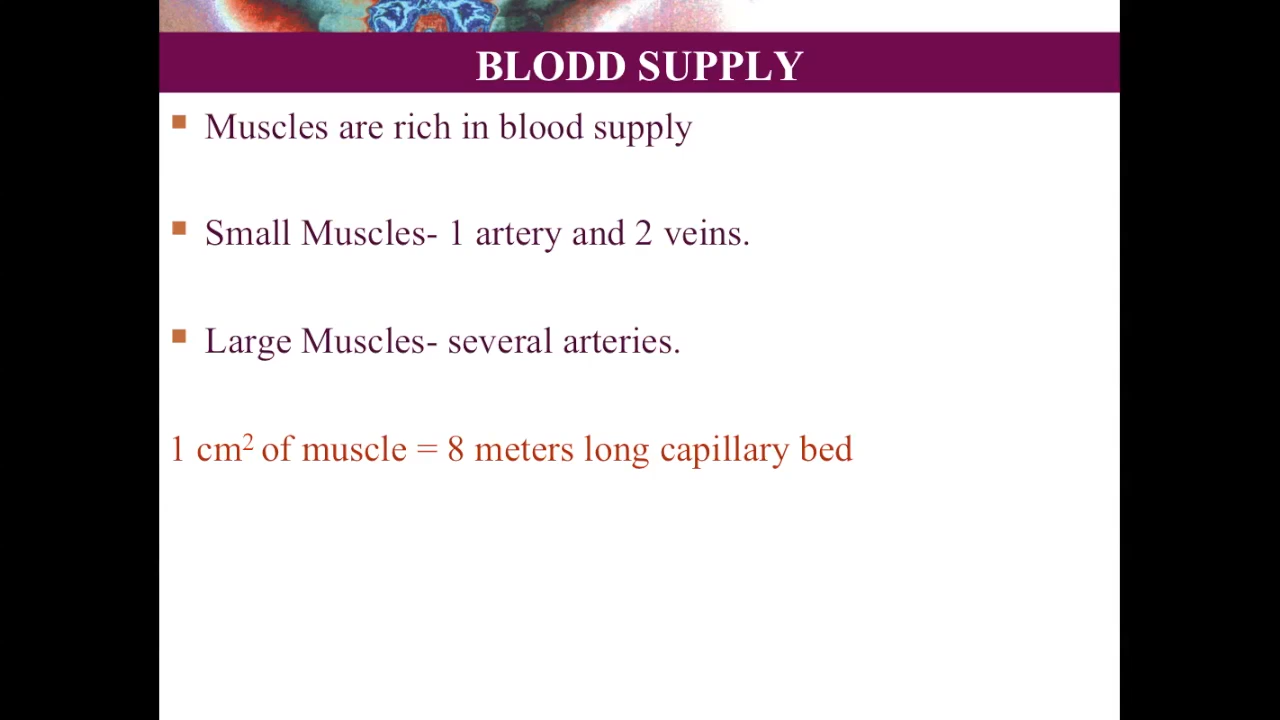 BLODD SUPPLY
Muscles are rich in blood supply
Small Muscles- 1 artery and 2 veins.
Large Muscles- several arteries.
1 cm² of muscle = 8 meters long capillary bed